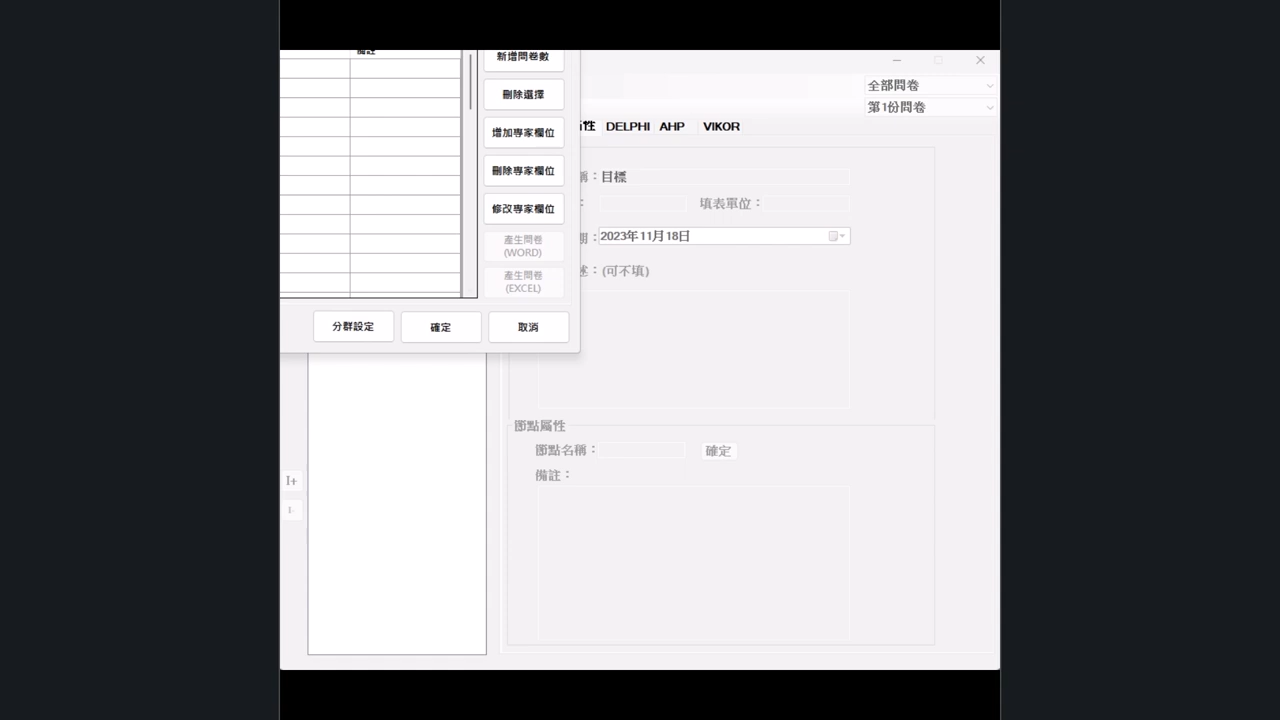 新增問卷數
刪除選擇
增加專家欄位
刪除專家欄位
修改專家欄位
產生問卷
(WORD)
產生問卷
(EXCEL)
分群設定
確定
取消
全部問卷
第1份問卷
性 DELPHI AHP VIKOR
稱：目標
： 填表單位：
期：2023年11月18日
述：(可不填)
節點屬性
節點名稱： 確定
備註：
I+
I-